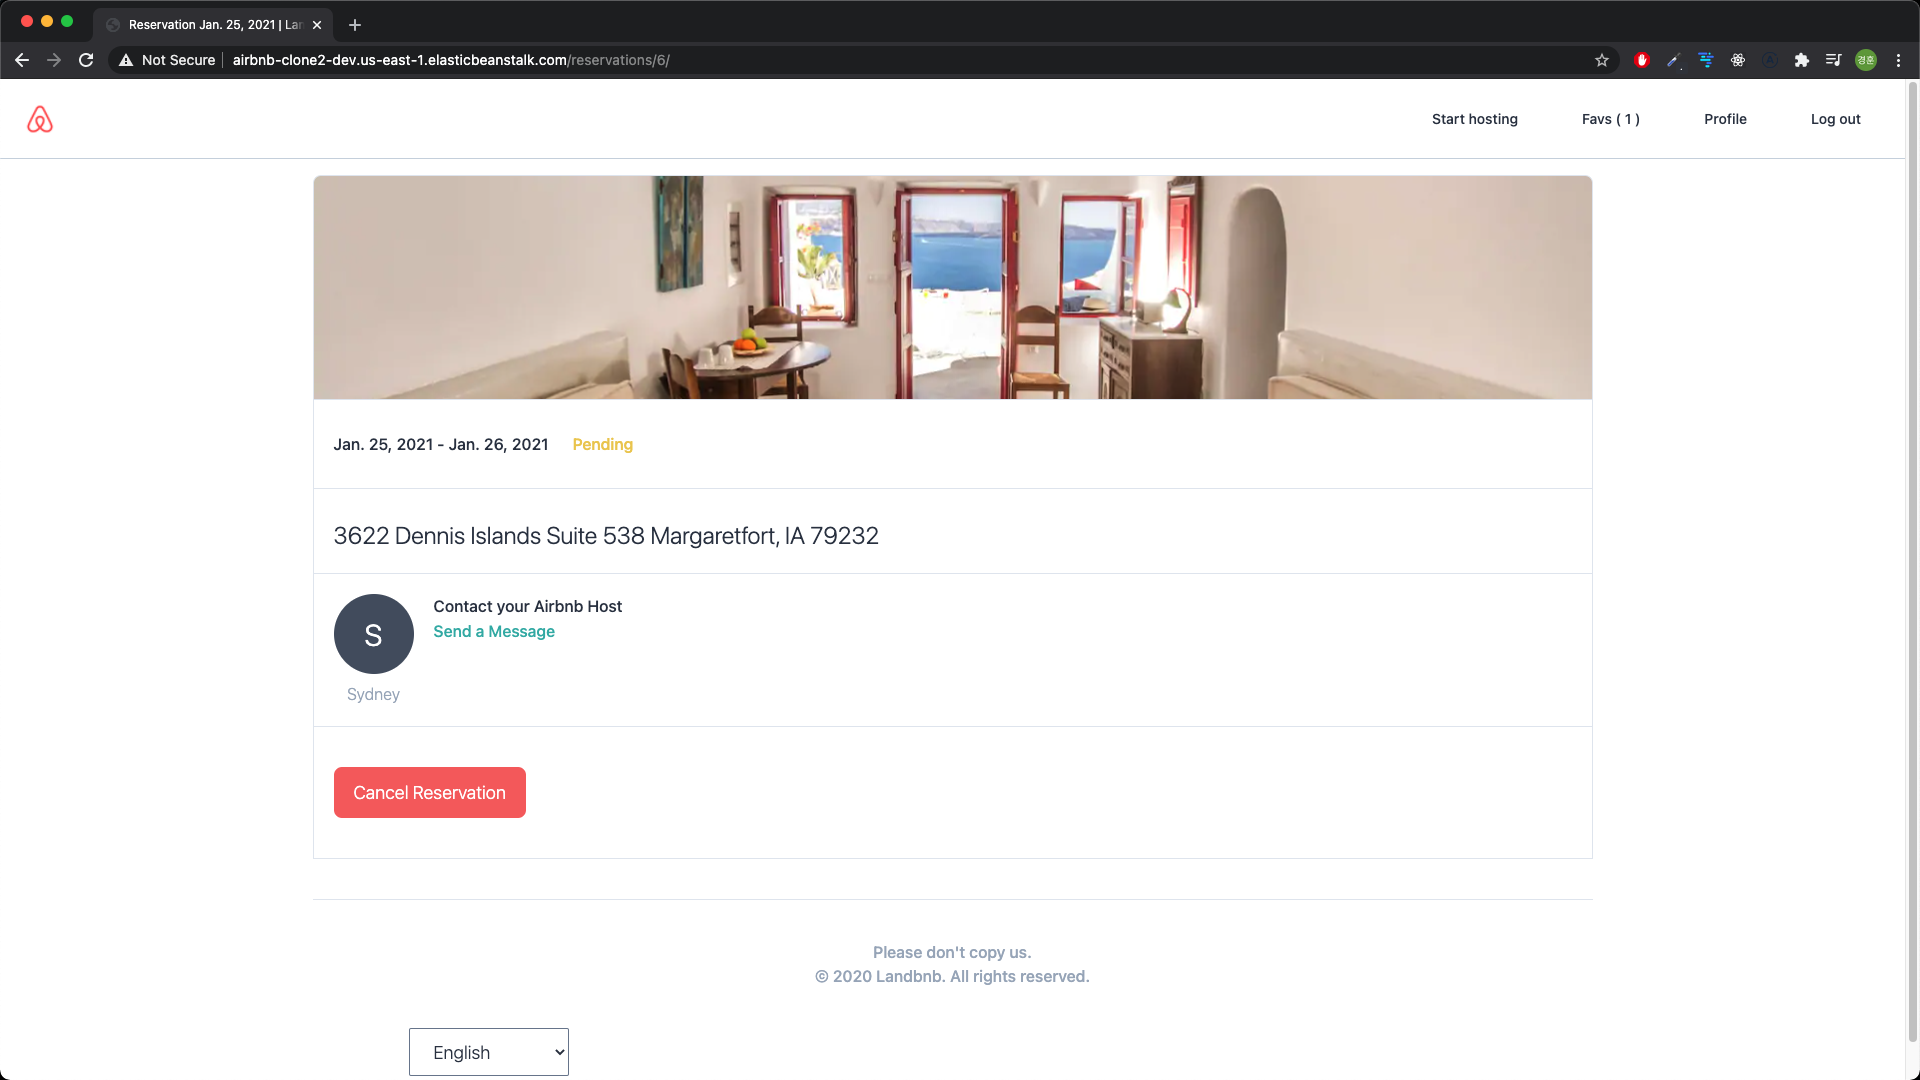 Reservation Jan. 25, 2021 | Lan
Not Secure
airbnb-clone2-dev.us-east-1.elasticbeanstalk.com/reservations/6/
경훈
Start hosting
Favs ( 1 )
Profile
Log out
Jan. 25, 2021 - Jan. 26, 2021 Pending
3622 Dennis Islands Suite 538 Margaretfort, IA 79232
S
Contact your Airbnb Host
Send a Message
Sydney
Cancel Reservation
Please don't copy us.
© 2020 Landbnb. All rights reserved.
English